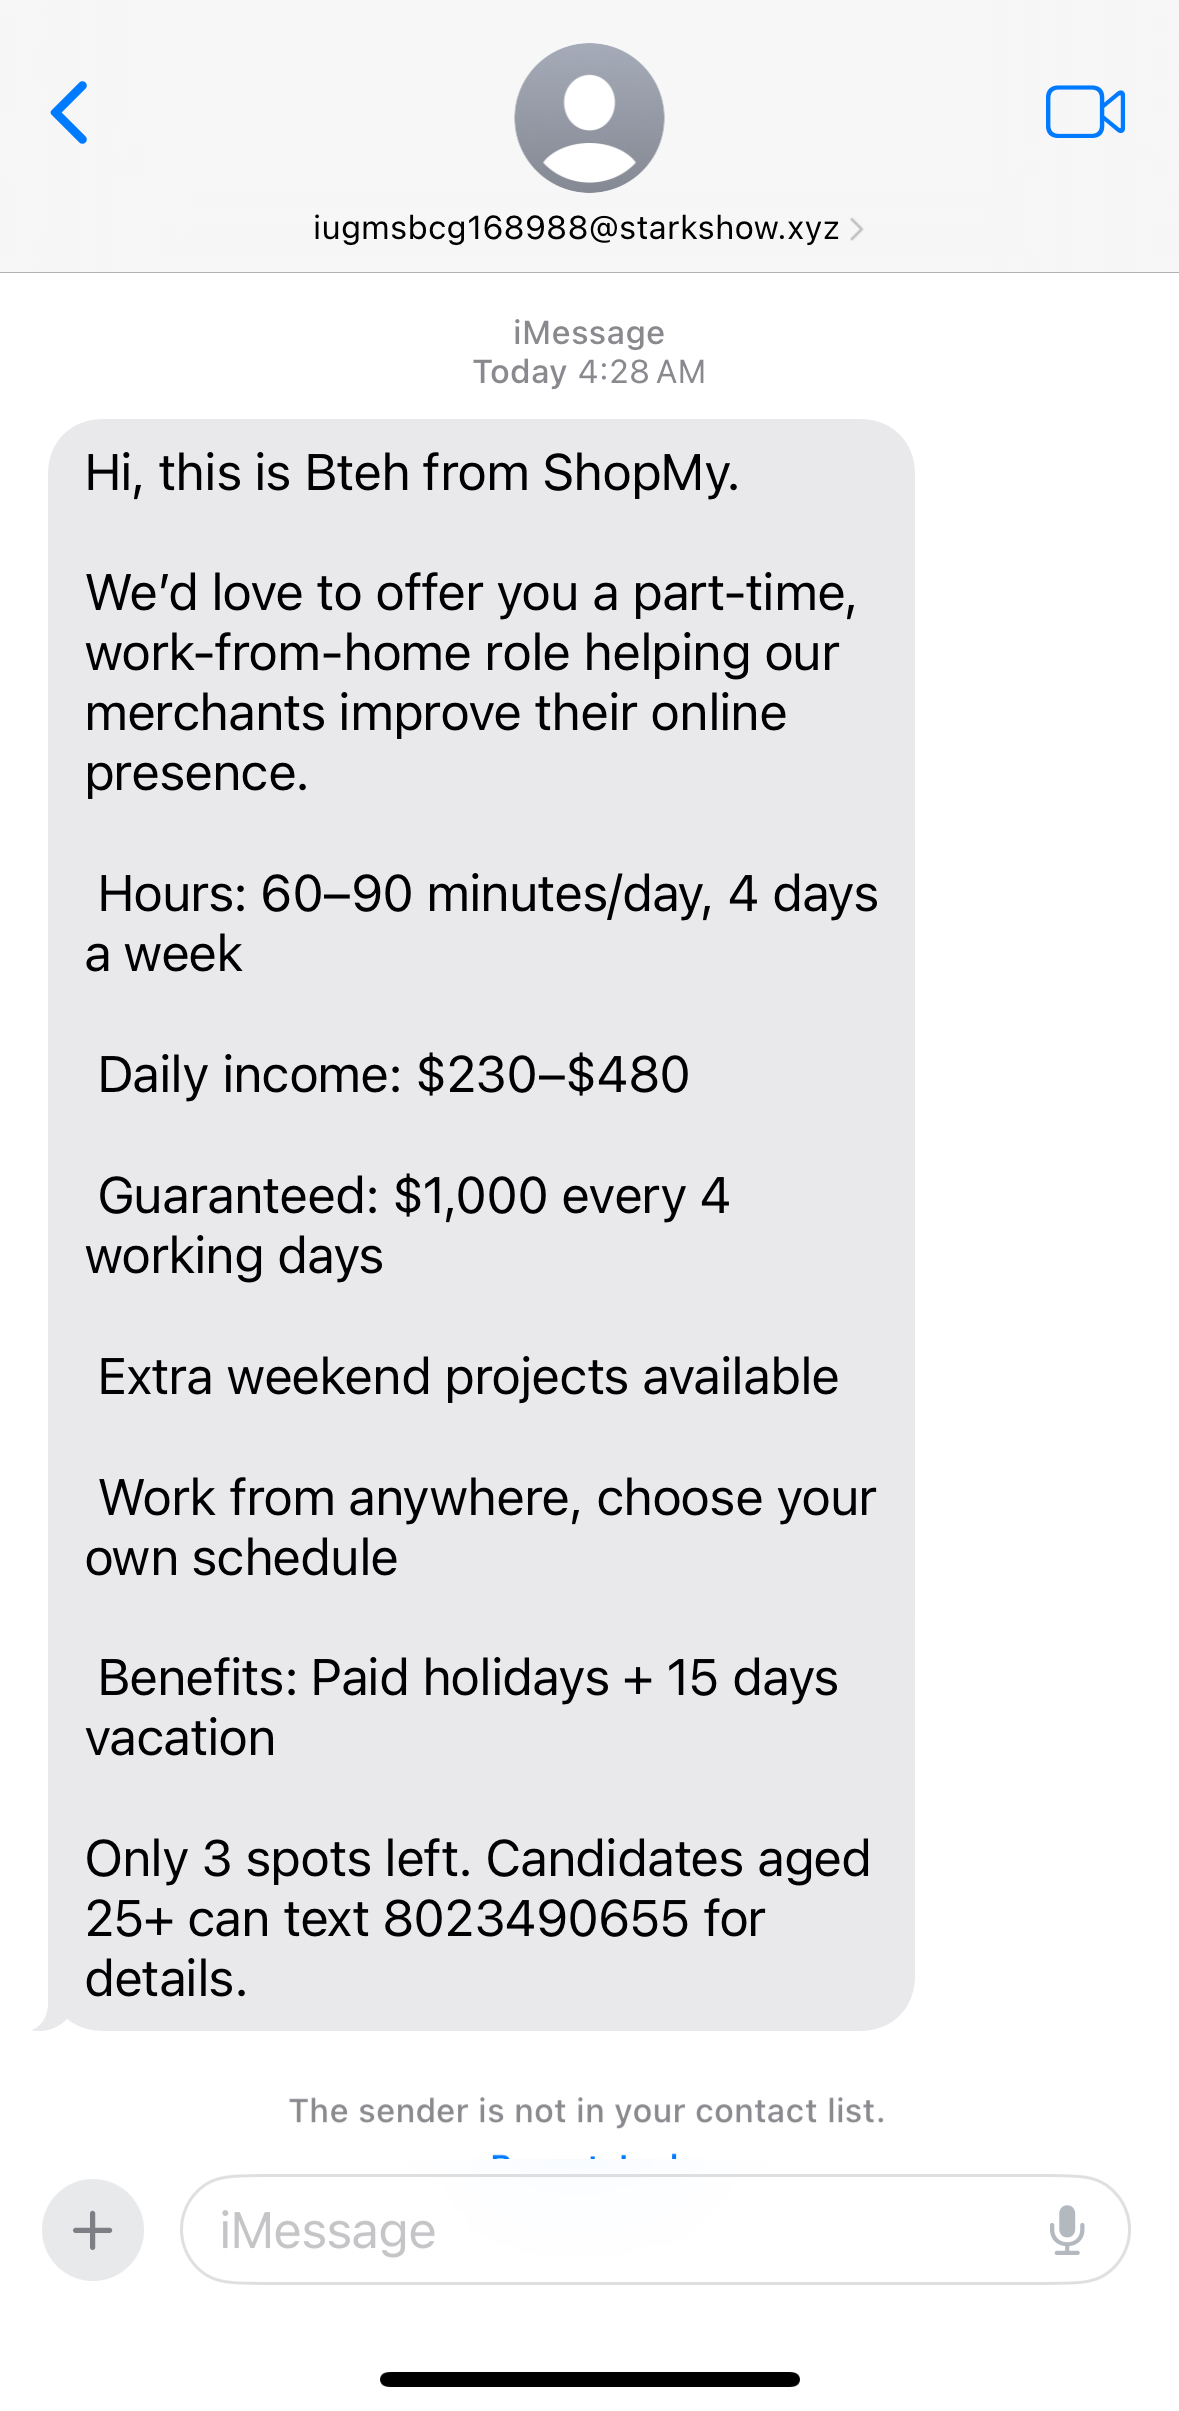 iugmsbcg168988@starkshow.xyz
iMessage
Today 4:28 AM
Hi, this is Bteh from ShopMy.
We’d love to offer you a part-time,
work-from-home role helping our
merchants improve their online
presence.
Hours: 60–90 minutes/day, 4 days
a week
Daily income: $230–$480
Guaranteed: $1,000 every 4
working days
Extra weekend projects available
Work from anywhere, choose your
own schedule
Benefits: Paid holidays + 15 days
vacation
Only 3 spots left. Candidates aged
25+ can text 8023490655 for
details.
The sender is not in your contact list.
iMessage